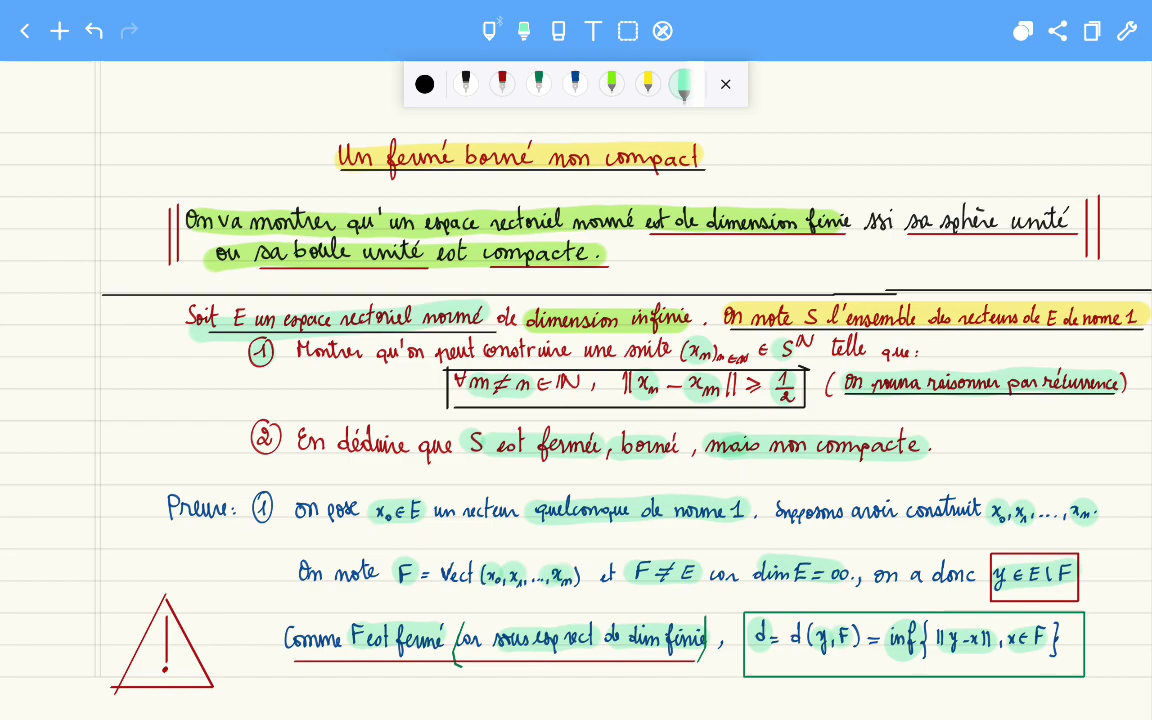 Un fermé borné non compact
On va montrer qu'un espace vectoriel normé est de dimension finie ssi sa sphère unité
ou sa boule unité est compacte.
Soit E un espace vectoriel normé de dimension infinie. On note S l'ensemble des vecteurs de E de norme 1
① Montrer qu'on peut construire une suite (xₙ)ₙ∈ℕ ∈ S^ℕ telle que:
∀m≠n∈ℕ, ||xₙ - xₘ|| ⩾ 1/2 (On pourra raisonner par récurrence)
② En déduire que S est fermée, borné, mais non compacte.
Preuve: ① on pose x₀∈E un vecteur quelconque de norme 1. Supposons avoir construit x₀,x₁,...,xₙ.
On note F = Vect(x₀,x₁,...,xₙ) et F≠E car dim E = ∞., on a donc y∈E\F
Comme F est fermé (car sous esp vect de dim finie), d = d(y,F) = inf{||y-x||, x∈F}
!